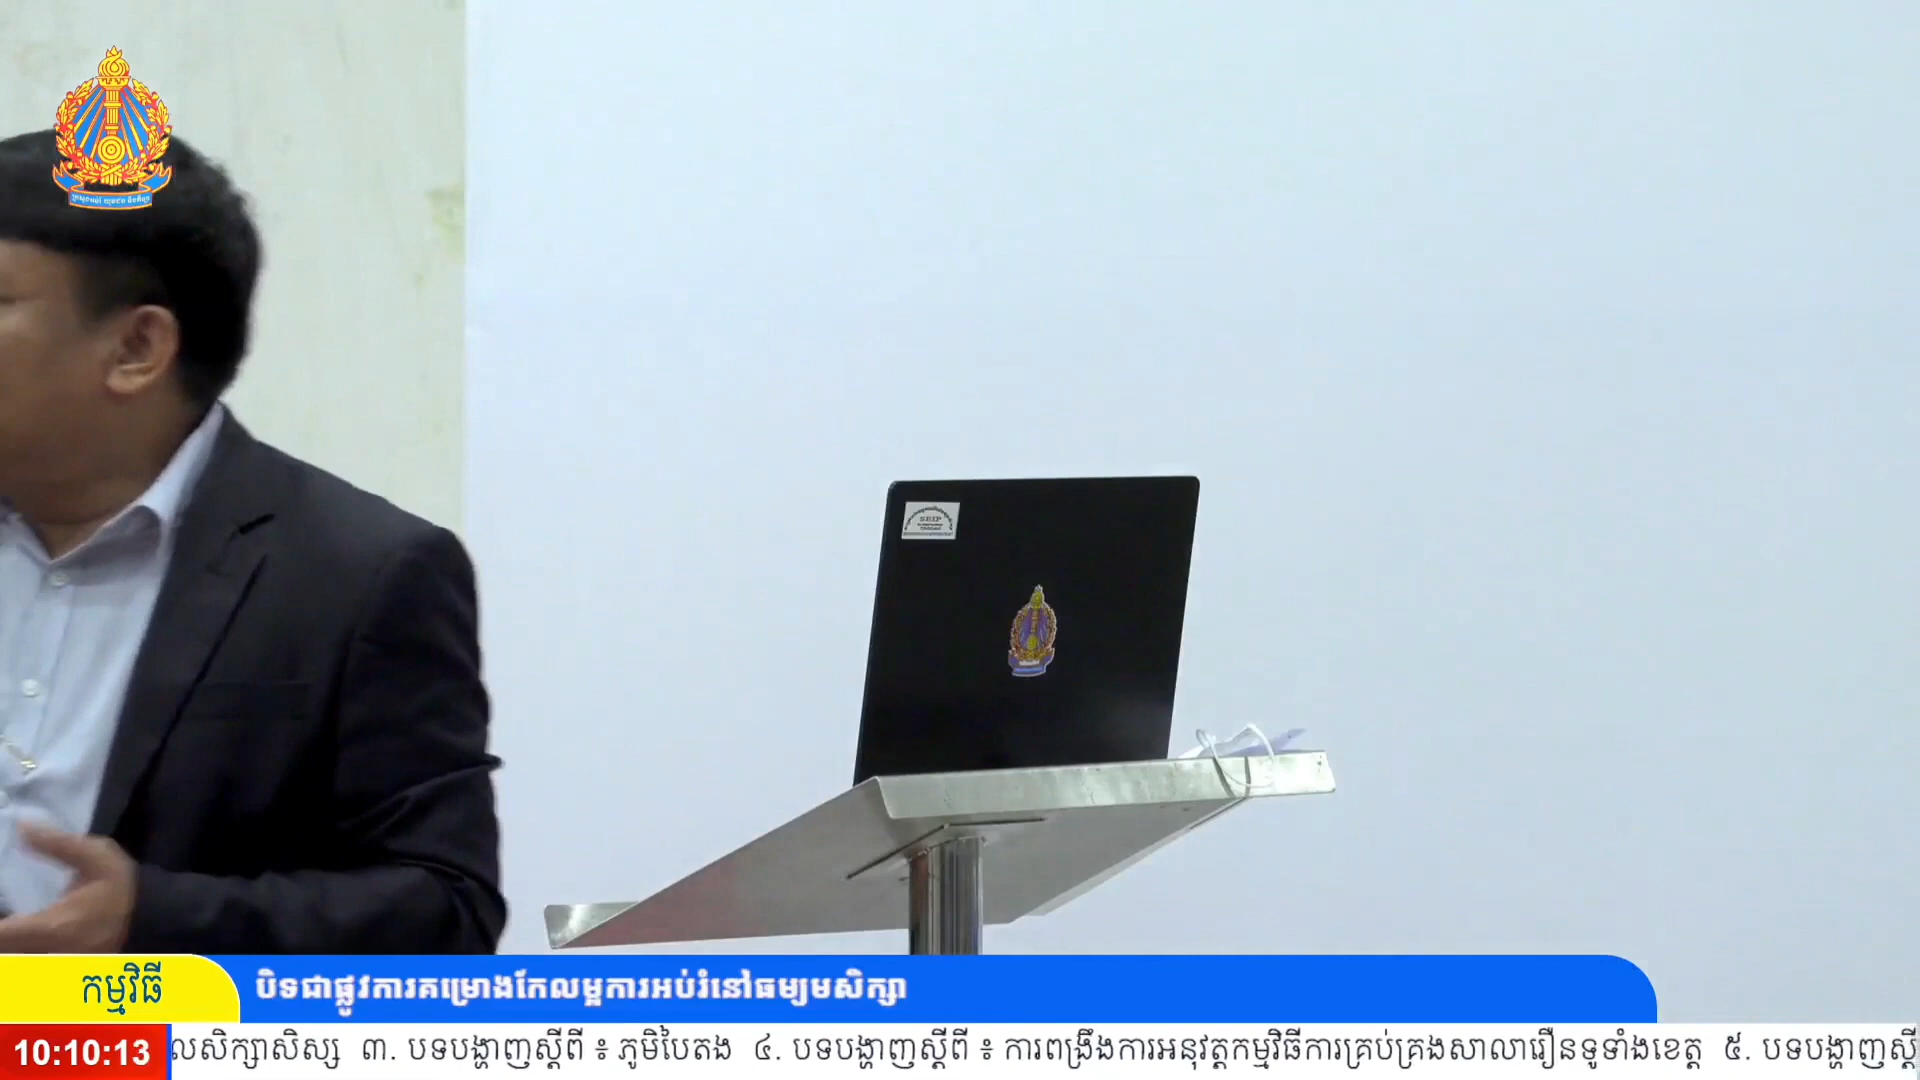 SEIP
កម្មវិធី
បិទជាផ្លូវការគម្រោងកែលម្អការអប់រំនៅមធ្យមសិក្សា
10:10:13
លសិក្សាសិស្ស ៣. បទបង្ហាញស្តីពី ៖ ភូមិបៃតង ៤. បទបង្ហាញស្តីពី ៖ ការពង្រឹងការអនុវត្តកម្មវិធីការគ្រប់គ្រងសាលារៀនទូទាំងខេត្ត ៥. បទបង្ហាញស្តី